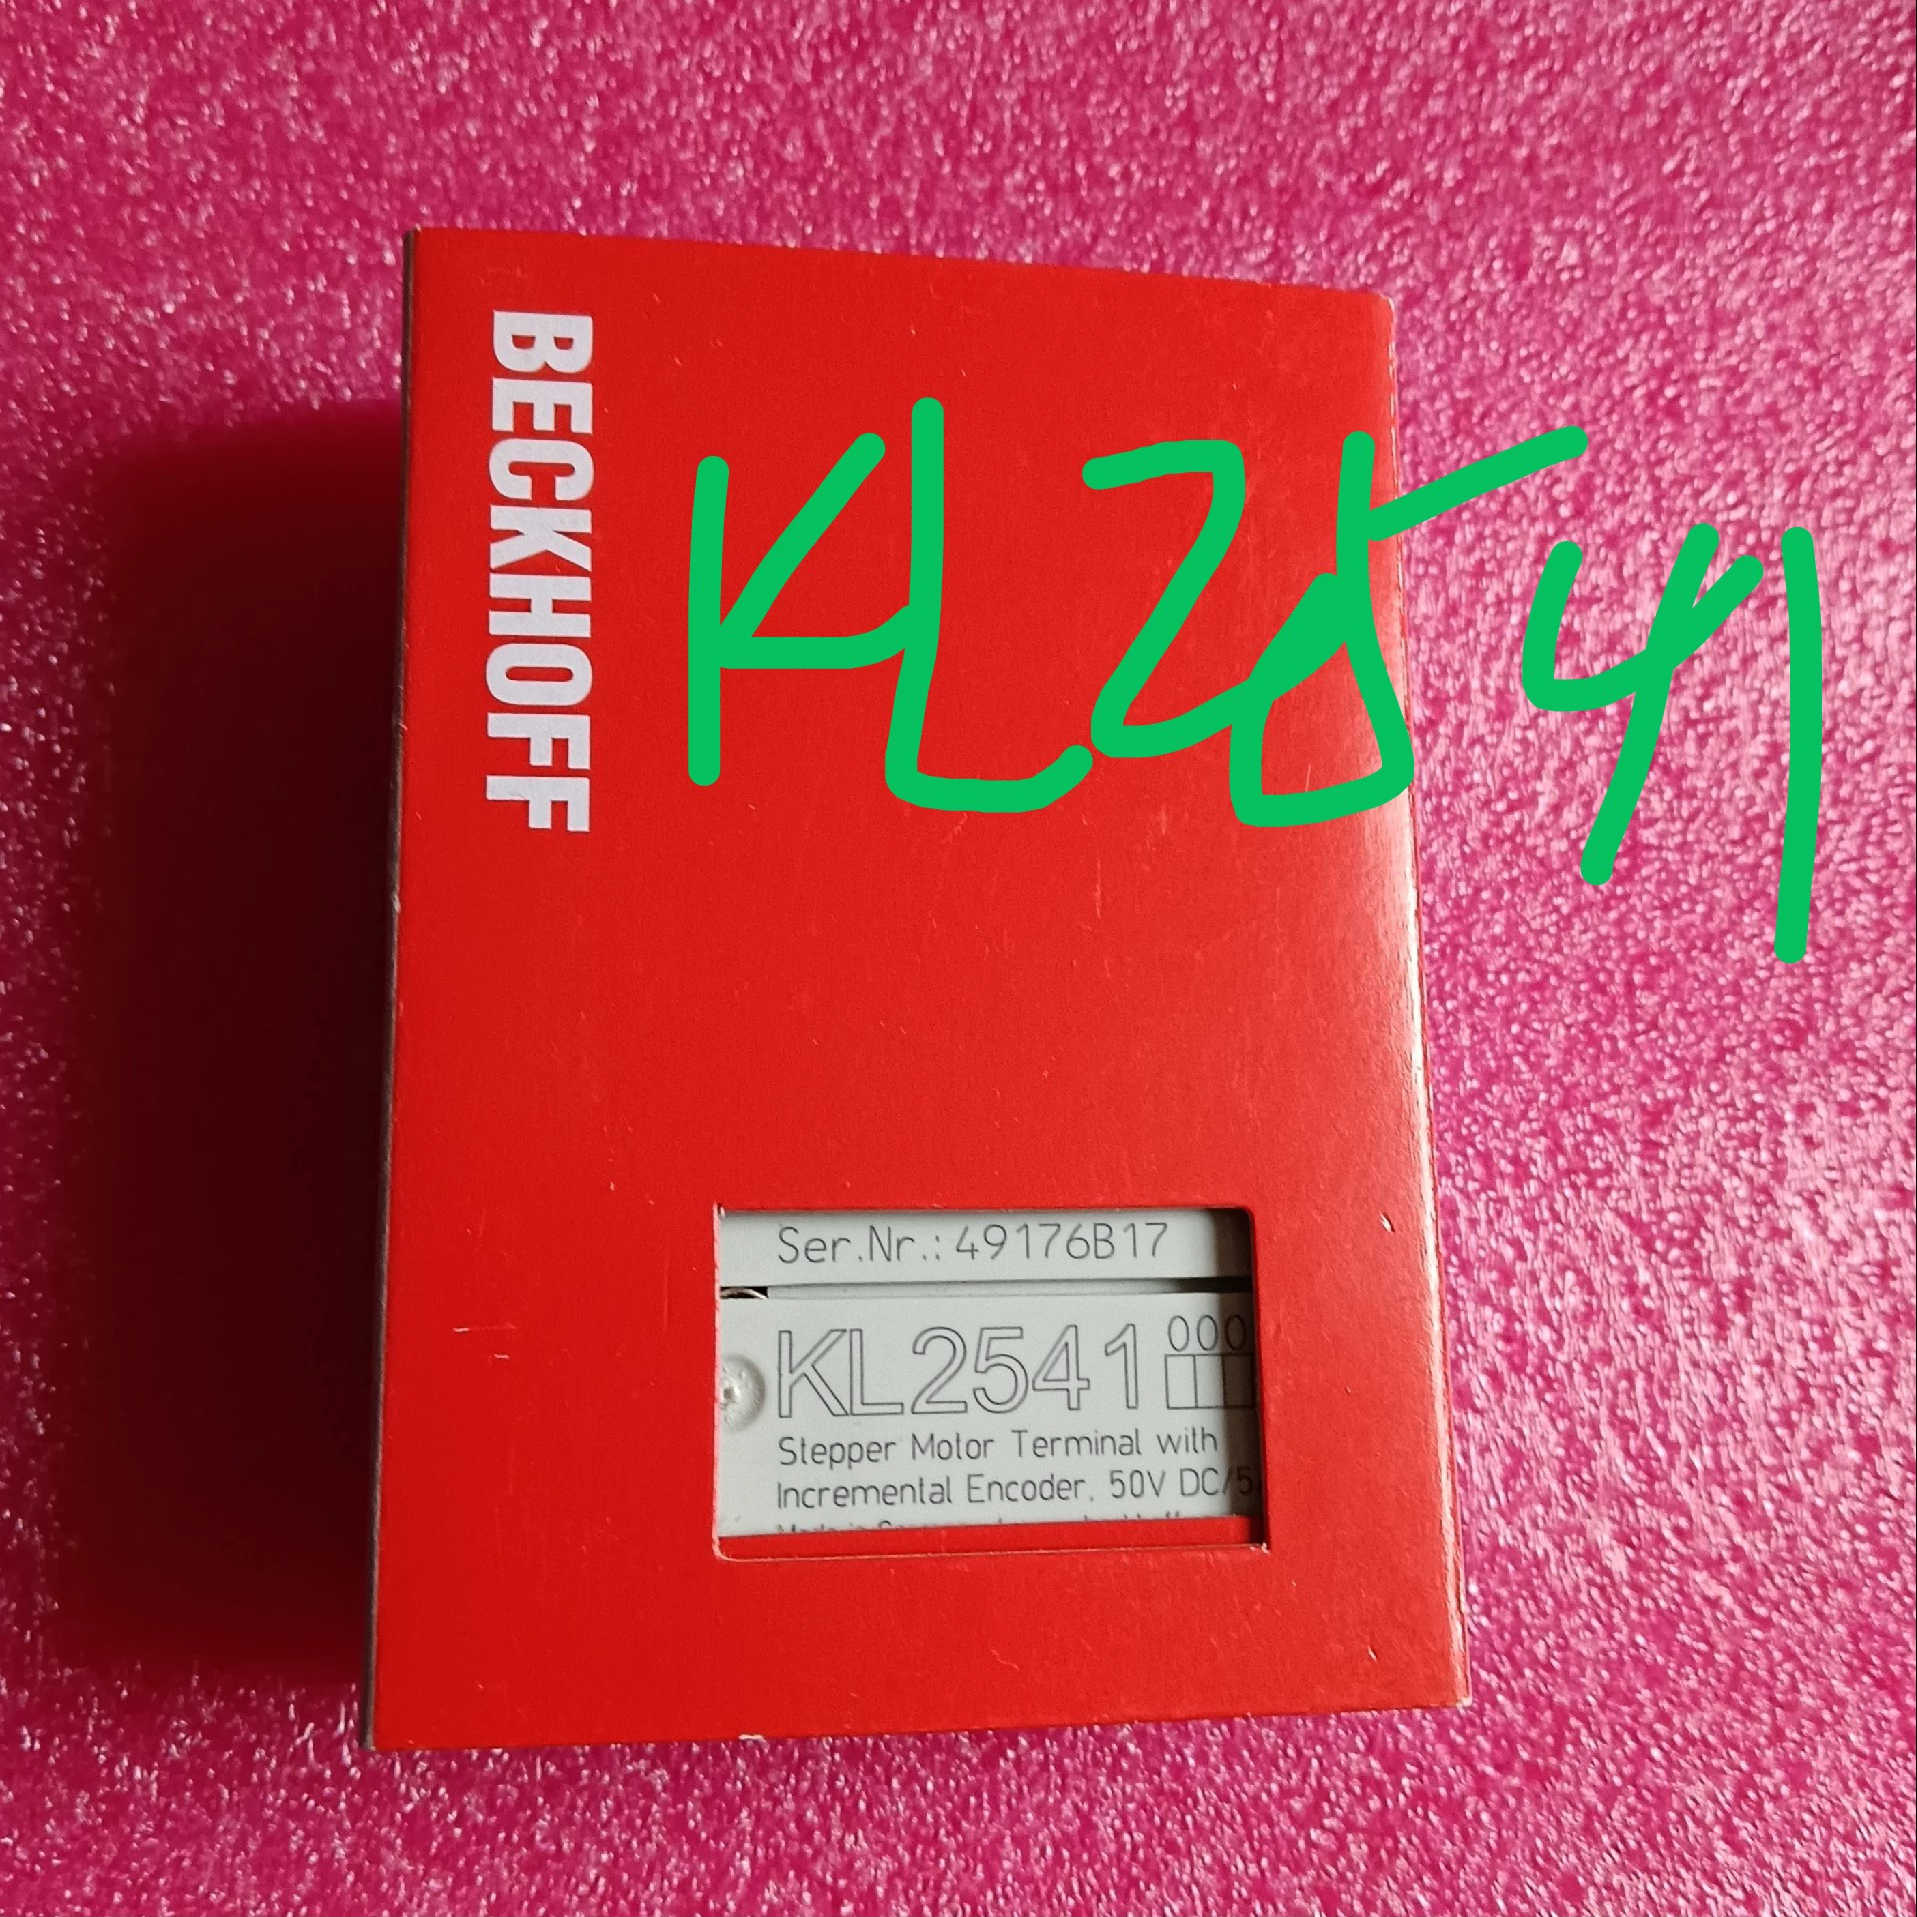 BECKHOFF
KL2541
Ser.Nr.: 49176B17
KL2541 000
Stepper Motor Terminal with
Incremental Encoder, 50V DC/5